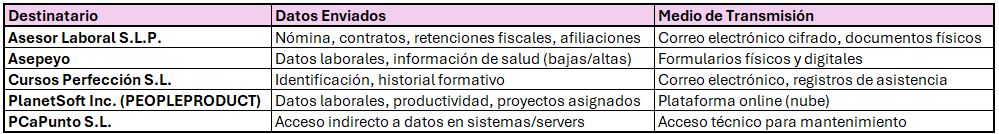 Destinatario Datos Enviados Medio de Transmisión
Asesor Laboral S.L.P. Nómina, contratos, retenciones fiscales, afiliaciones Correo electrónico cifrado, documentos físicos
Asepeyo Datos laborales, información de salud (bajas/altas) Formularios físicos y digitales
Cursos Perfección S.L. Identificación, historial formativo Correo electrónico, registros de asistencia
PlanetSoft Inc. (PEOPLEPRODUCT) Datos laborales, productividad, proyectos asignados Plataforma online (nube)
PCaPunto S.L. Acceso indirecto a datos en sistemas/servers Acceso técnico para mantenimiento